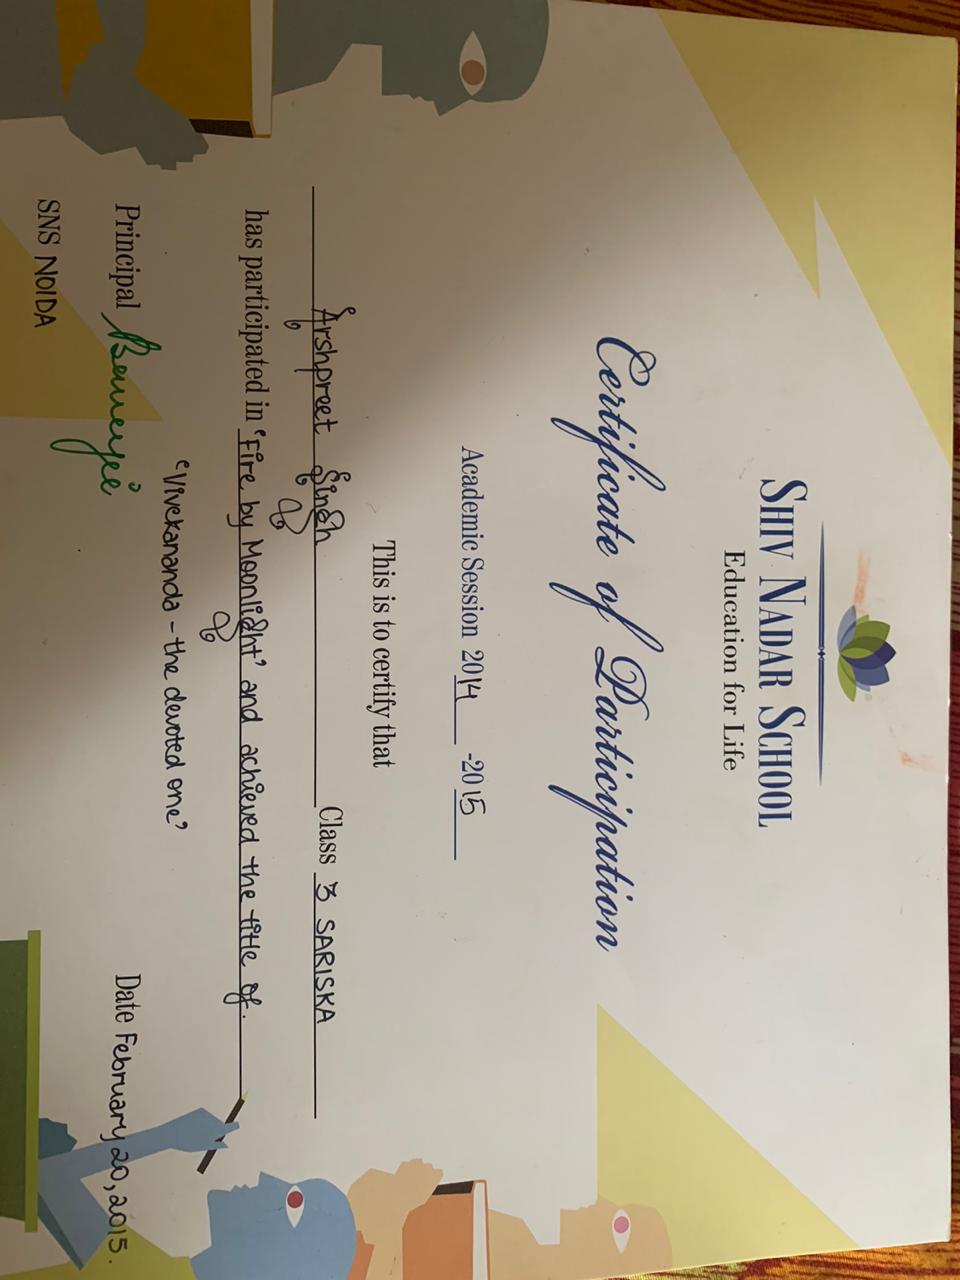 SHIV NADAR SCHOOL
Education for Life
Certificate of Participation
Academic Session 2014 -2015
This is to certify that
Arshpreet Singh Class 3 SARISKA
has participated in 'Fire by Moonlight' and achieved the title of
'Vivekananda - the devoted one'
Principal Banerjee Date February 20, 2015.
SNS NOIDA